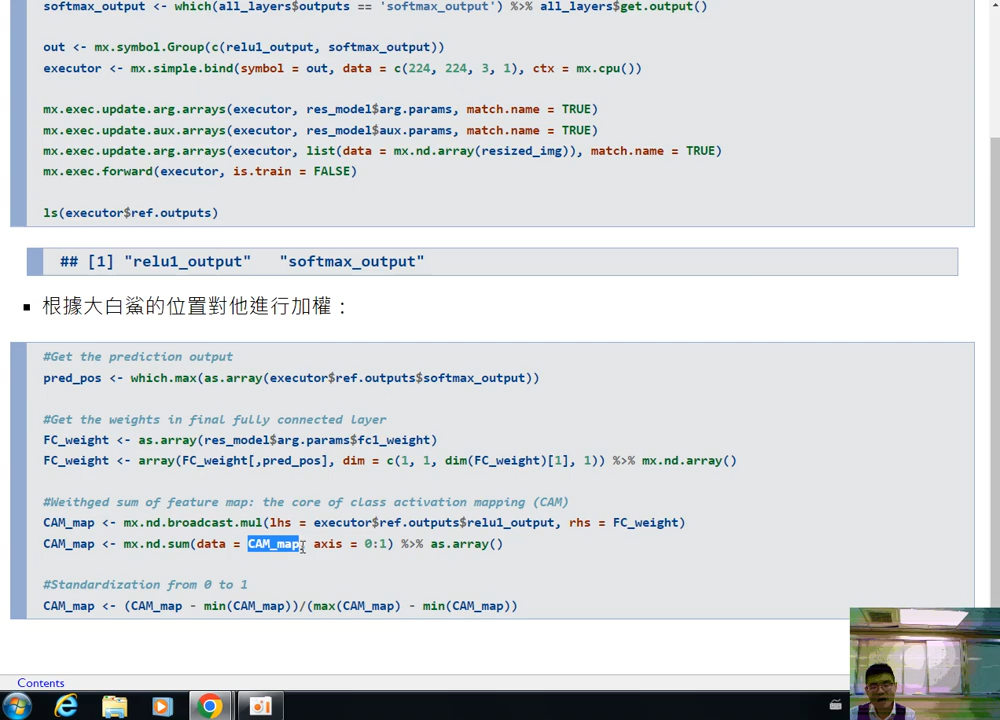 softmax_output <- which(all_layers$outputs == 'softmax_output') %>% all_layers$get.output()
out <- mx.symbol.Group(c(relu1_output, softmax_output))
executor <- mx.simple.bind(symbol = out, data = c(224, 224, 3, 1), ctx = mx.cpu())
mx.exec.update.arg.arrays(executor, res_model$arg.params, match.name = TRUE)
mx.exec.update.aux.arrays(executor, res_model$aux.params, match.name = TRUE)
mx.exec.update.arg.arrays(executor, list(data = mx.nd.array(resized_img)), match.name = TRUE)
mx.exec.forward(executor, is.train = FALSE)
ls(executor$ref.outputs)
## [1] "relu1_output"   "softmax_output"
▪ 根據大白鯊的位置對他進行加權：
#Get the prediction output
pred_pos <- which.max(as.array(executor$ref.outputs$softmax_output))
#Get the weights in final fully connected layer
FC_weight <- as.array(res_model$arg.params$fc1_weight)
FC_weight <- array(FC_weight[,pred_pos], dim = c(1, 1, dim(FC_weight)[1], 1)) %>% mx.nd.array()
#Weithged sum of feature map: the core of class activation mapping (CAM)
CAM_map <- mx.nd.broadcast.mul(lhs = executor$ref.outputs$relu1_output, rhs = FC_weight)
CAM_map <- mx.nd.sum(data = CAM_map, axis = 0:1) %>% as.array()
#Standardization from 0 to 1
CAM_map <- (CAM_map - min(CAM_map))/(max(CAM_map) - min(CAM_map))
Contents